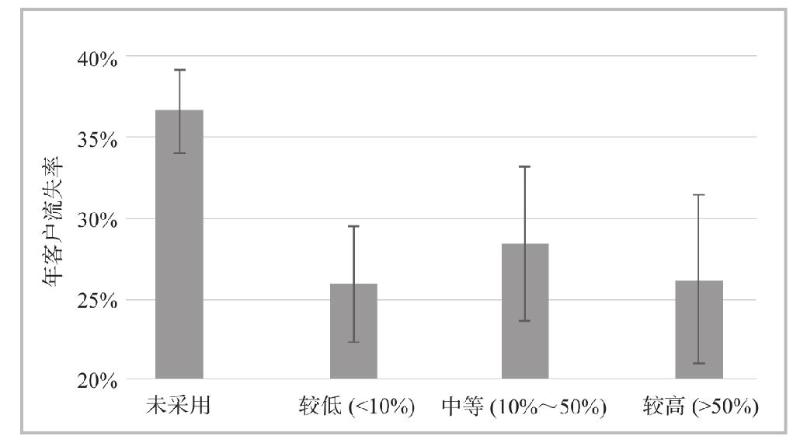 40%
35%
30%
25%
20%
年客户流失率
未采用
较低 (<10%)
中等 (10%～50%)
较高 (>50%)